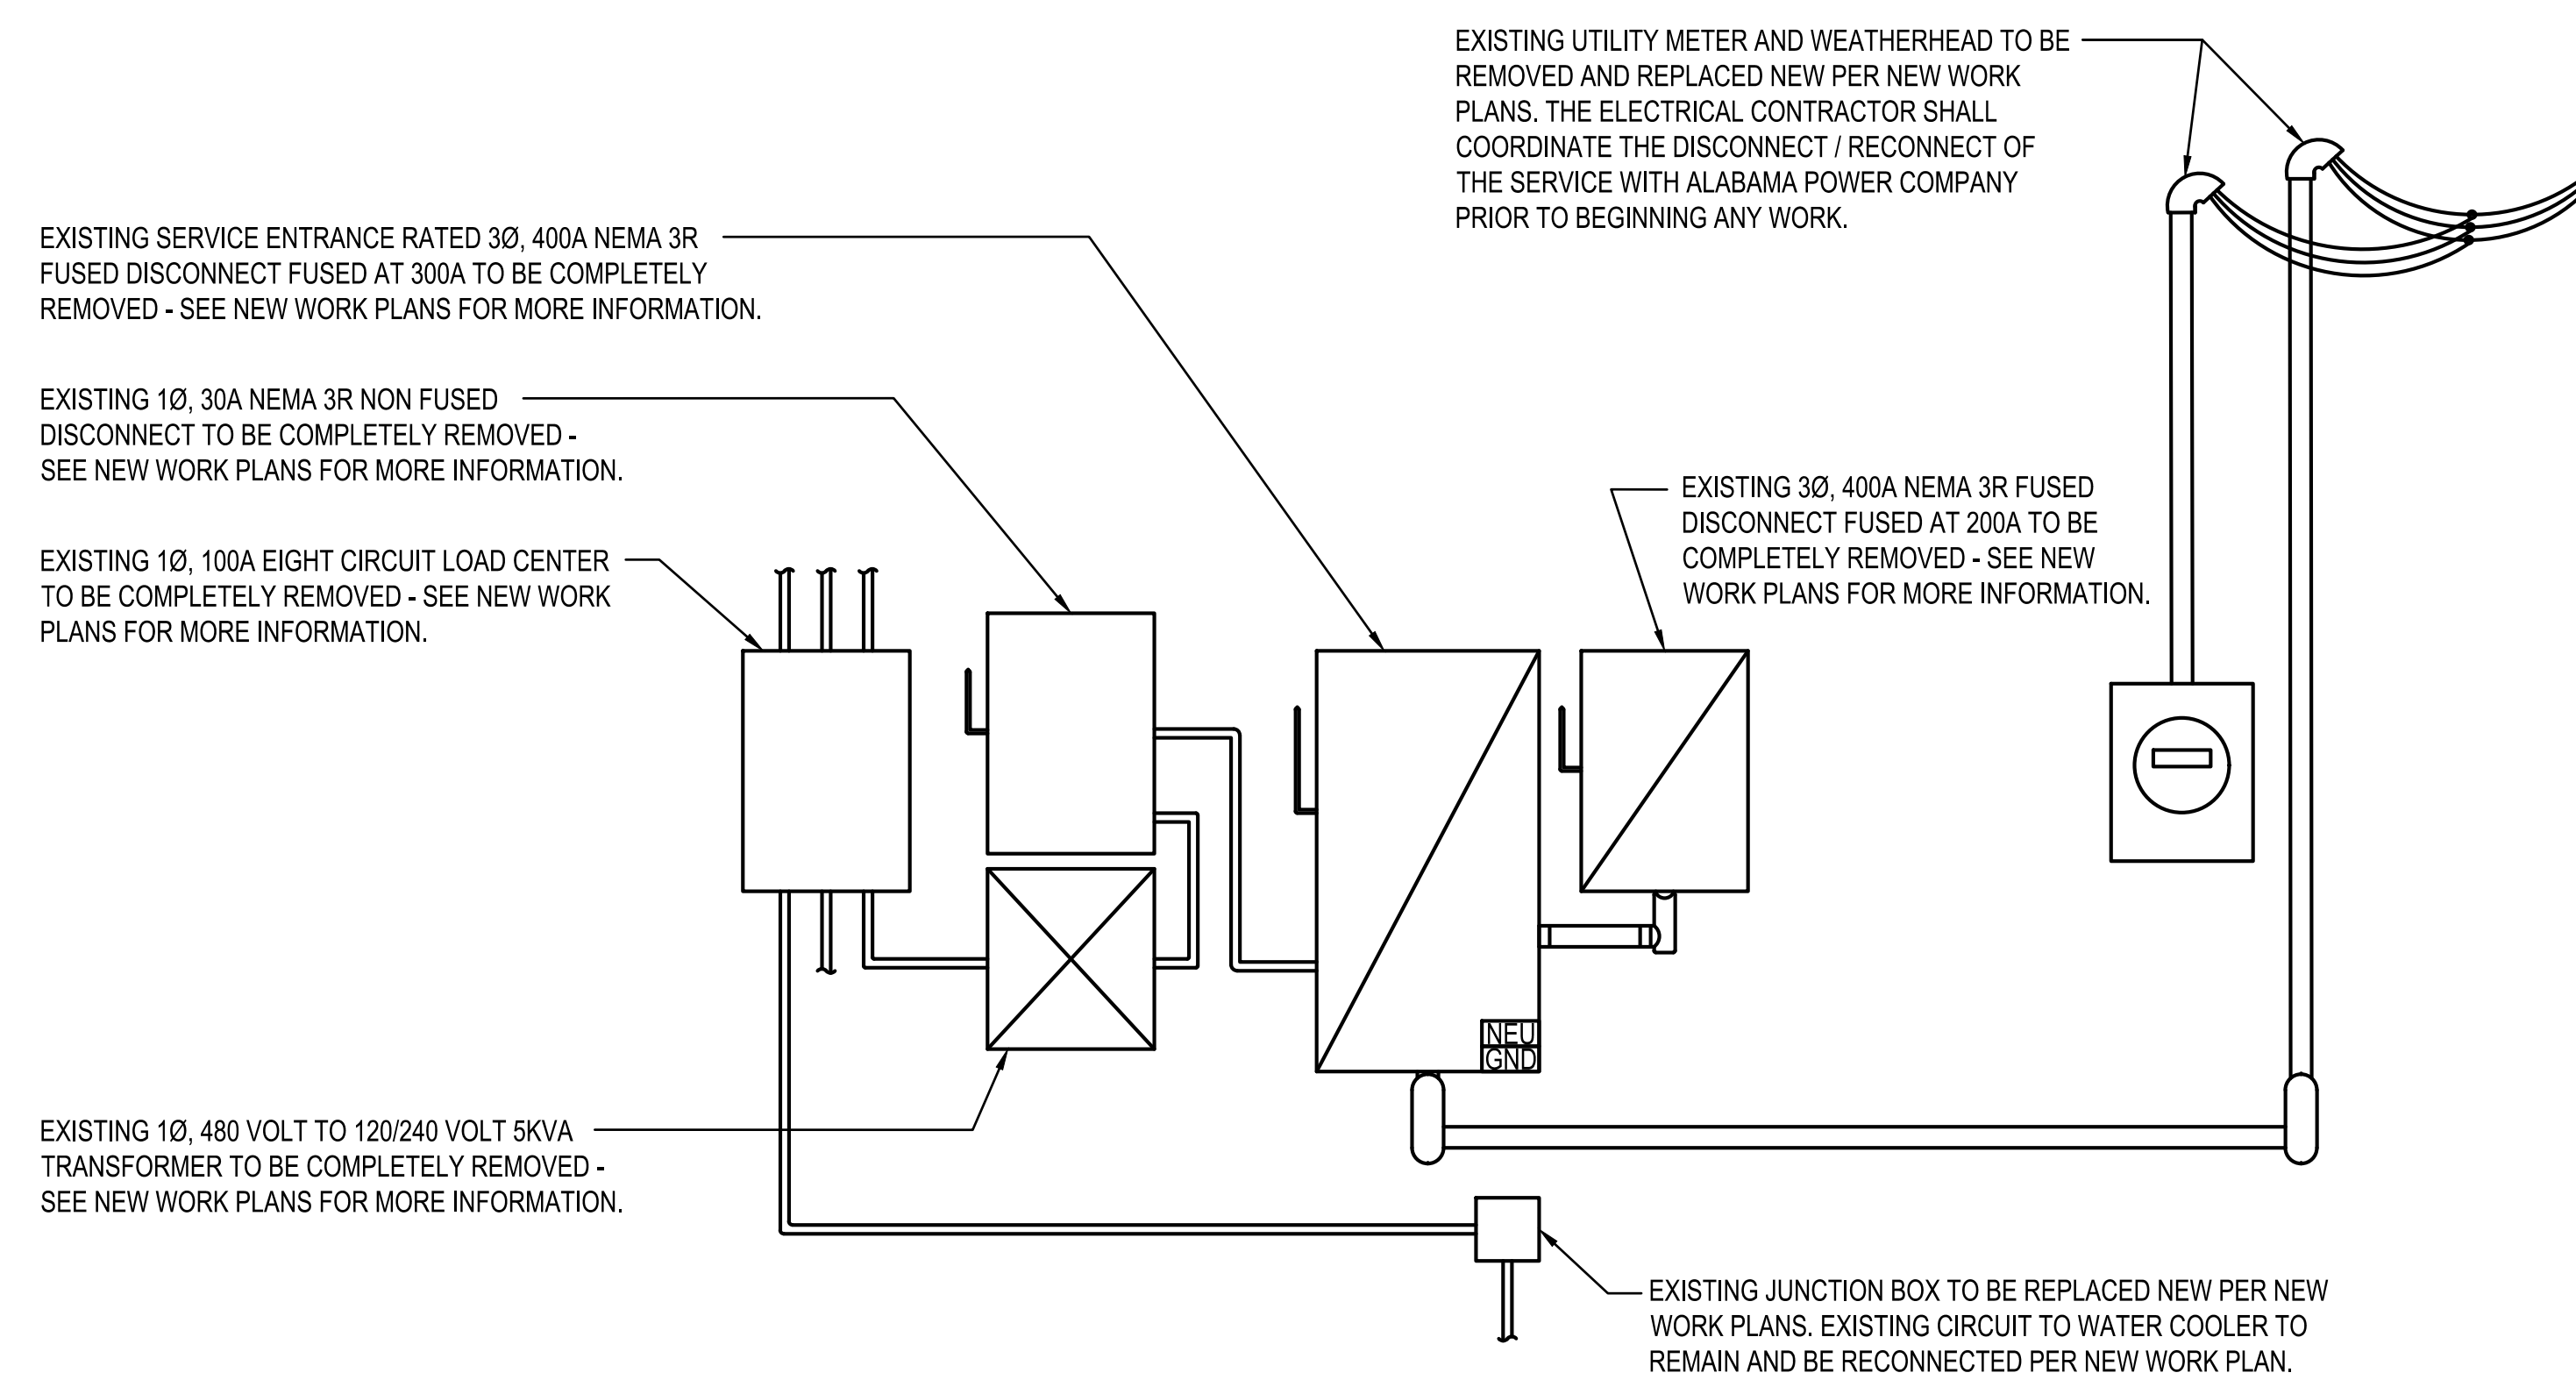 EXISTING UTILITY METER AND WEATHERHEAD TO BE
REMOVED AND REPLACED NEW PER NEW WORK
PLANS. THE ELECTRICAL CONTRACTOR SHALL
COORDINATE THE DISCONNECT / RECONNECT OF
THE SERVICE WITH ALABAMA POWER COMPANY
PRIOR TO BEGINNING ANY WORK.
EXISTING SERVICE ENTRANCE RATED 3Ø, 400A NEMA 3R
FUSED DISCONNECT FUSED AT 300A TO BE COMPLETELY
REMOVED - SEE NEW WORK PLANS FOR MORE INFORMATION.
EXISTING 1Ø, 30A NEMA 3R NON FUSED
DISCONNECT TO BE COMPLETELY REMOVED -
SEE NEW WORK PLANS FOR MORE INFORMATION.
EXISTING 3Ø, 400A NEMA 3R FUSED
DISCONNECT FUSED AT 200A TO BE
COMPLETELY REMOVED - SEE NEW
WORK PLANS FOR MORE INFORMATION.
EXISTING 1Ø, 100A EIGHT CIRCUIT LOAD CENTER
TO BE COMPLETELY REMOVED - SEE NEW WORK
PLANS FOR MORE INFORMATION.
NEU
GND
EXISTING 1Ø, 480 VOLT TO 120/240 VOLT 5KVA
TRANSFORMER TO BE COMPLETELY REMOVED -
SEE NEW WORK PLANS FOR MORE INFORMATION.
EXISTING JUNCTION BOX TO BE REPLACED NEW PER NEW
WORK PLANS. EXISTING CIRCUIT TO WATER COOLER TO
REMAIN AND BE RECONNECTED PER NEW WORK PLAN.